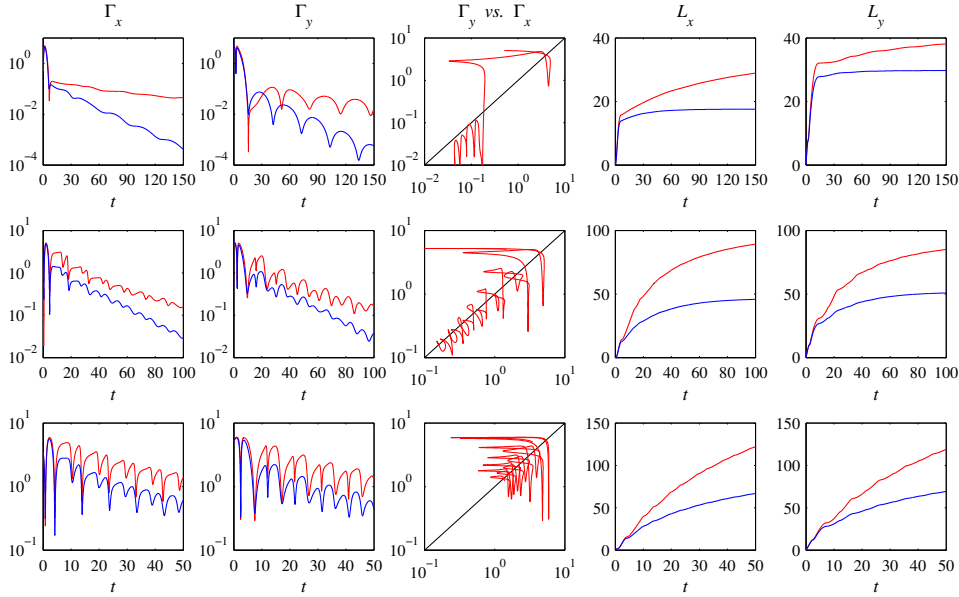 Γx Γy Γy vs. Γx Lx Ly
10^0 10^−2 10^−4
0 30 60 90 120 150
t
10^0 10^−2 10^−4
0 30 60 90 120 150
t
10^1 10^0 10^−1 10^−2
10^−2 10^−1 10^0 10^1
40 20 0
0 30 60 90 120 150
t
40 20 0
0 30 60 90 120 150
t
10^1 10^0 10^−1 10^−2
0 20 40 60 80 100
t
10^1 10^0 10^−1 10^−2
0 20 40 60 80 100
t
10^1 10^0 10^−1
10^−1 10^0 10^1
100 50 0
0 20 40 60 80 100
t
100 50 0
0 20 40 60 80 100
t
10^1 10^0 10^−1
0 10 20 30 40 50
t
10^1 10^0 10^−1
0 10 20 30 40 50
t
10^1 10^0 10^−1
10^−1 10^0 10^1
150 100 50 0
0 10 20 30 40 50
t
150 100 50 0
0 10 20 30 40 50
t